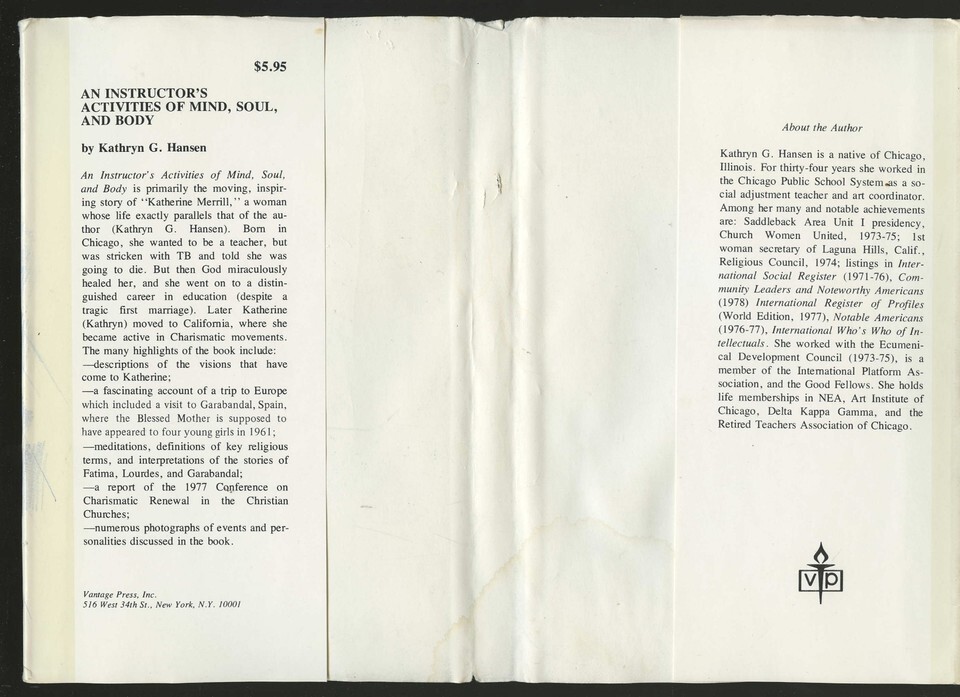 $5.95
AN INSTRUCTOR'S
ACTIVITIES OF MIND, SOUL,
AND BODY
by Kathryn G. Hansen
An Instructor's Activities of Mind, Soul,
and Body is primarily the moving, inspir-
ing story of "Katherine Merrill," a woman
whose life exactly parallels that of the au-
thor (Kathryn G. Hansen). Born in
Chicago, she wanted to be a teacher, but
was stricken with TB and told she was
going to die. But then God miraculously
healed her, and she went on to a distin-
guished career in education (despite a
tragic first marriage). Later Katherine
(Kathryn) moved to California, where she
became active in Charismatic movements.
The many highlights of the book include:
—descriptions of the visions that have
come to Katherine;
—a fascinating account of a trip to Europe
which included a visit to Garabandal, Spain,
where the Blessed Mother is supposed to
have appeared to four young girls in 1961;
—meditations, definitions of key religious
terms, and interpretations of the stories of
Fatima, Lourdes, and Garabandal;
—a report of the 1977 Conference on
Charismatic Renewal in the Christian
Churches;
—numerous photographs of events and per-
sonalities discussed in the book.
Vantage Press, Inc.
516 West 34th St., New York, N.Y. 10001
About the Author
Kathryn G. Hansen is a native of Chicago,
Illinois. For thirty-four years she worked in
the Chicago Public School System as a so-
cial adjustment teacher and art coordinator.
Among her many and notable achievements
are: Saddleback Area Unit I presidency,
Church Women United, 1973-75; 1st
woman secretary of Laguna Hills, Calif.,
Religious Council, 1974; listings in Inter-
national Social Register (1971-76), Com-
munity Leaders and Noteworthy Americans
(1978) International Register of Profiles
(World Edition, 1977), Notable Americans
(1976-77), International Who's Who of In-
tellectuals. She worked with the Ecumeni-
cal Development Council (1973-75), is a
member of the International Platform As-
sociation, and the Good Fellows. She holds
life memberships in NEA, Art Institute of
Chicago, Delta Kappa Gamma, and the
Retired Teachers Association of Chicago.
vp